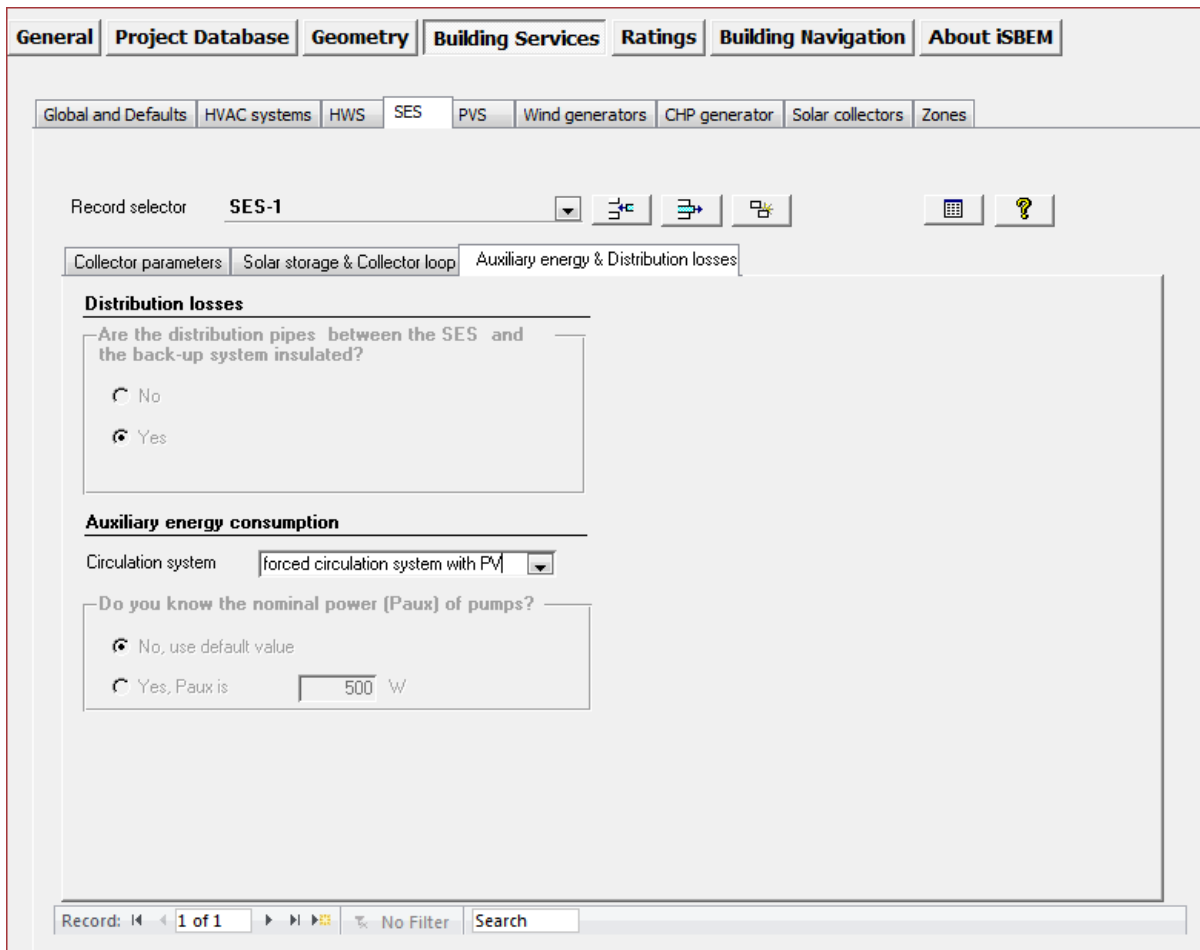 General Project Database Geometry Building Services Ratings Building Navigation About iSBEM
Global and Defaults HVAC systems HWS SES PVS Wind generators CHP generator Solar collectors Zones
Record selector SES-1
Collector parameters Solar storage & Collector loop Auxiliary energy & Distribution losses
Distribution losses
Are the distribution pipes between the SES and
the back-up system insulated?
No
Yes
Auxiliary energy consumption
Circulation system forced circulation system with PV
Do you know the nominal power (Paux) of pumps?
No, use default value
Yes, Paux is 500 W
Record: 1 of 1 No Filter Search